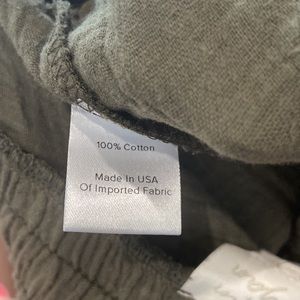 100% Cotton
Made In USA
Of Imported Fabric